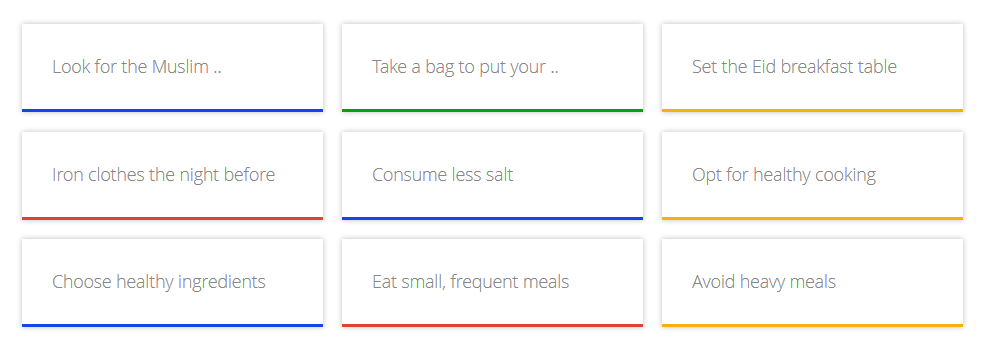 Look for the Muslim ..
Take a bag to put your ..
Set the Eid breakfast table
Iron clothes the night before
Consume less salt
Opt for healthy cooking
Choose healthy ingredients
Eat small, frequent meals
Avoid heavy meals